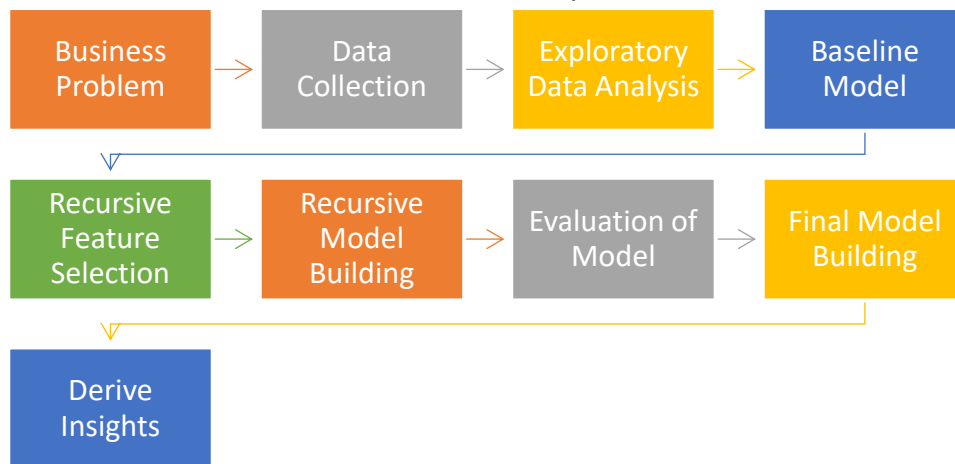 Business
Problem
Data
Collection
Exploratory
Data Analysis
Baseline
Model
Recursive
Feature
Selection
Recursive
Model
Building
Evaluation of
Model
Final Model
Building
Derive
Insights